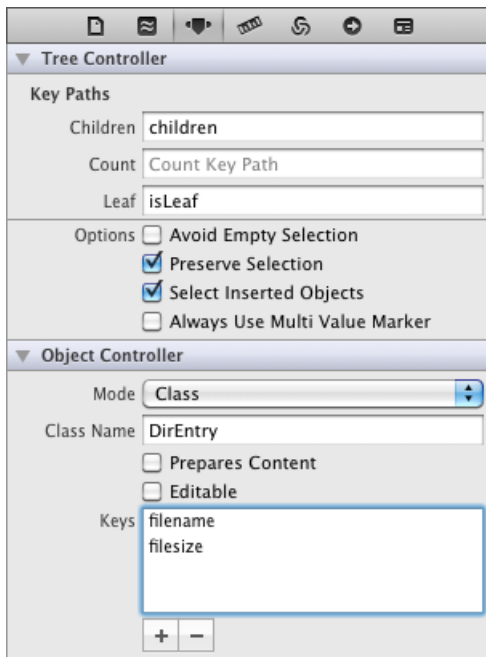 Tree Controller
Key Paths
Children children
Count Count Key Path
Leaf isLeaf
Options Avoid Empty Selection
Preserve Selection
Select Inserted Objects
Always Use Multi Value Marker
Object Controller
Mode Class
Class Name DirEntry
Prepares Content
Editable
Keys filename
filesize